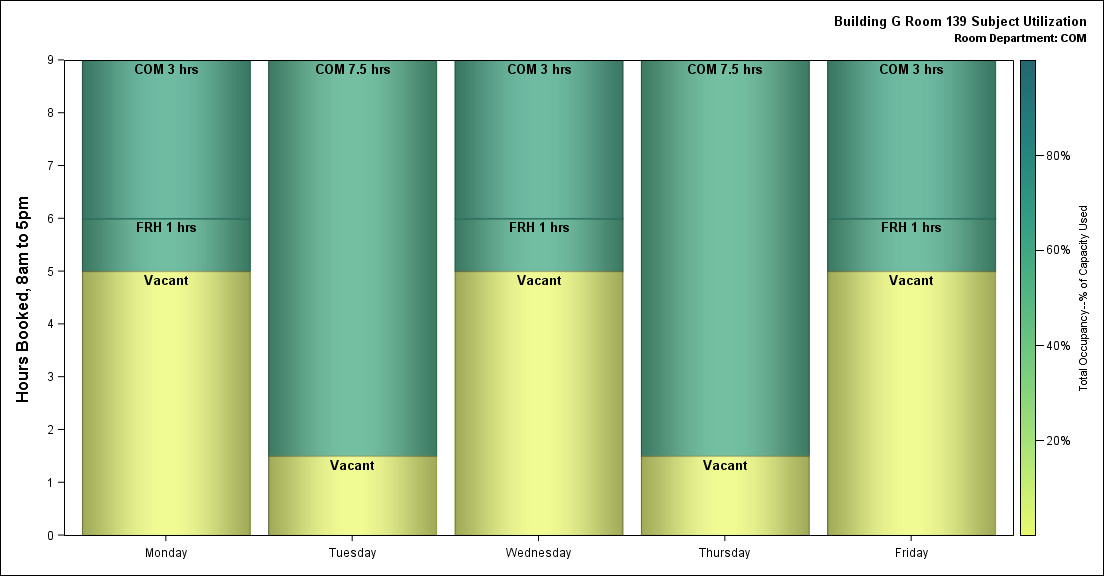 Building G Room 139 Subject Utilization
Room Department: COM
Hours Booked, 8am to 5pm
9
8
7
6
5
4
3
2
1
0
COM 3 hrs
FRH 1 hrs
Vacant
COM 7.5 hrs
Vacant
COM 3 hrs
FRH 1 hrs
Vacant
COM 7.5 hrs
Vacant
COM 3 hrs
FRH 1 hrs
Vacant
Monday
Tuesday
Wednesday
Thursday
Friday
80%
60%
40%
20%
Total Occupancy--% of Capacity Used